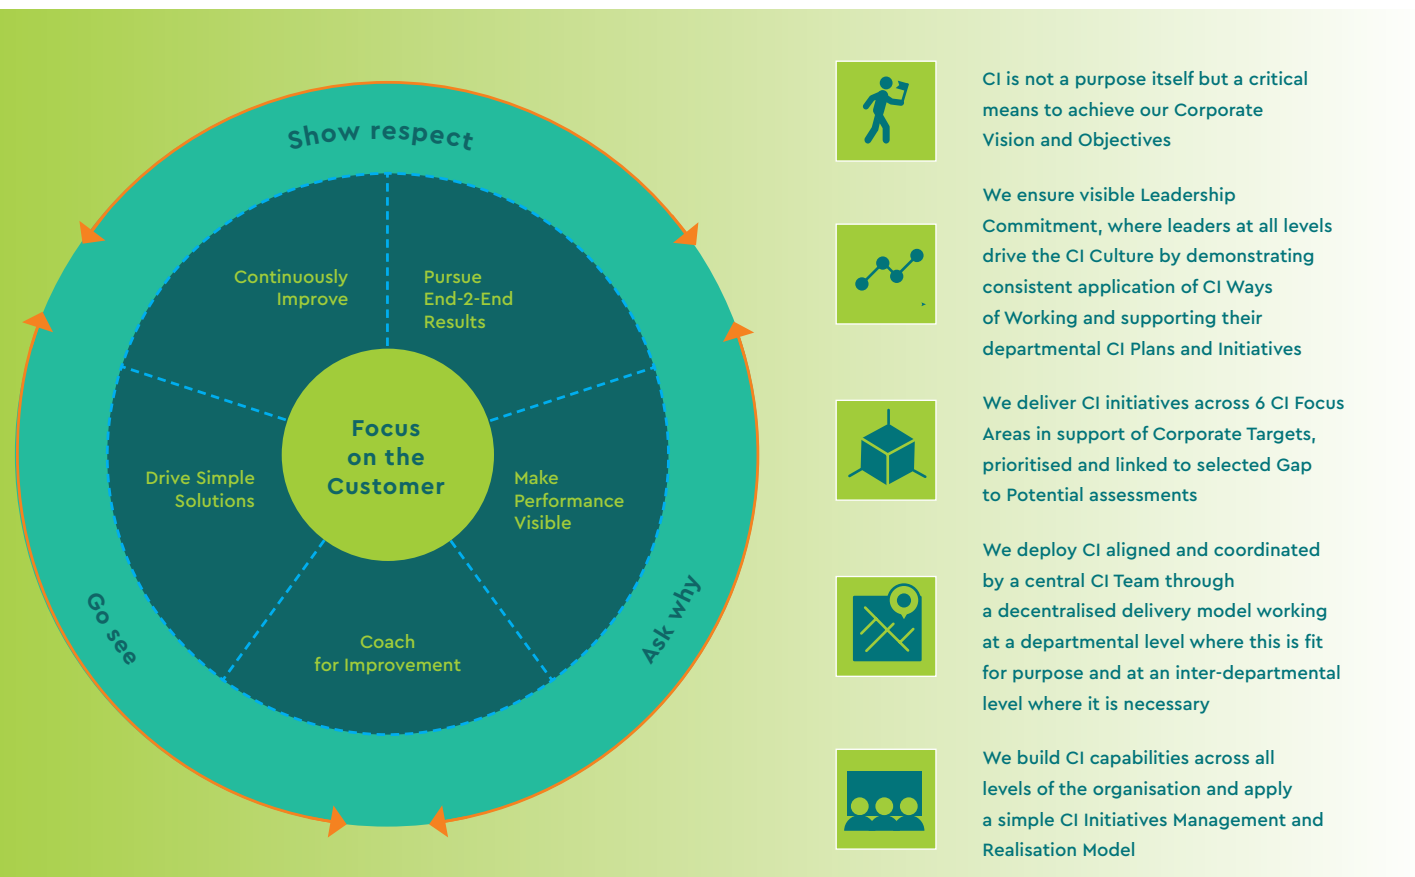 Show respect
Continuously
Improve
Pursue
End-2-End
Results
Focus
on the
Customer
Drive Simple
Solutions
Make
Performance
Visible
Coach
for Improvement
Go see
Ask why
CI is not a purpose itself but a critical
means to achieve our Corporate
Vision and Objectives
We ensure visible Leadership
Commitment, where leaders at all levels
drive the CI Culture by demonstrating
consistent application of CI Ways
of Working and supporting their
departmental CI Plans and Initiatives
We deliver CI initiatives across 6 CI Focus
Areas in support of Corporate Targets,
prioritised and linked to selected Gap
to Potential assessments
We deploy CI aligned and coordinated
by a central CI Team through
a decentralised delivery model working
at a departmental level where this is fit
for purpose and at an inter-departmental
level where it is necessary
We build CI capabilities across all
levels of the organisation and apply
a simple CI Initiatives Management and
Realisation Model